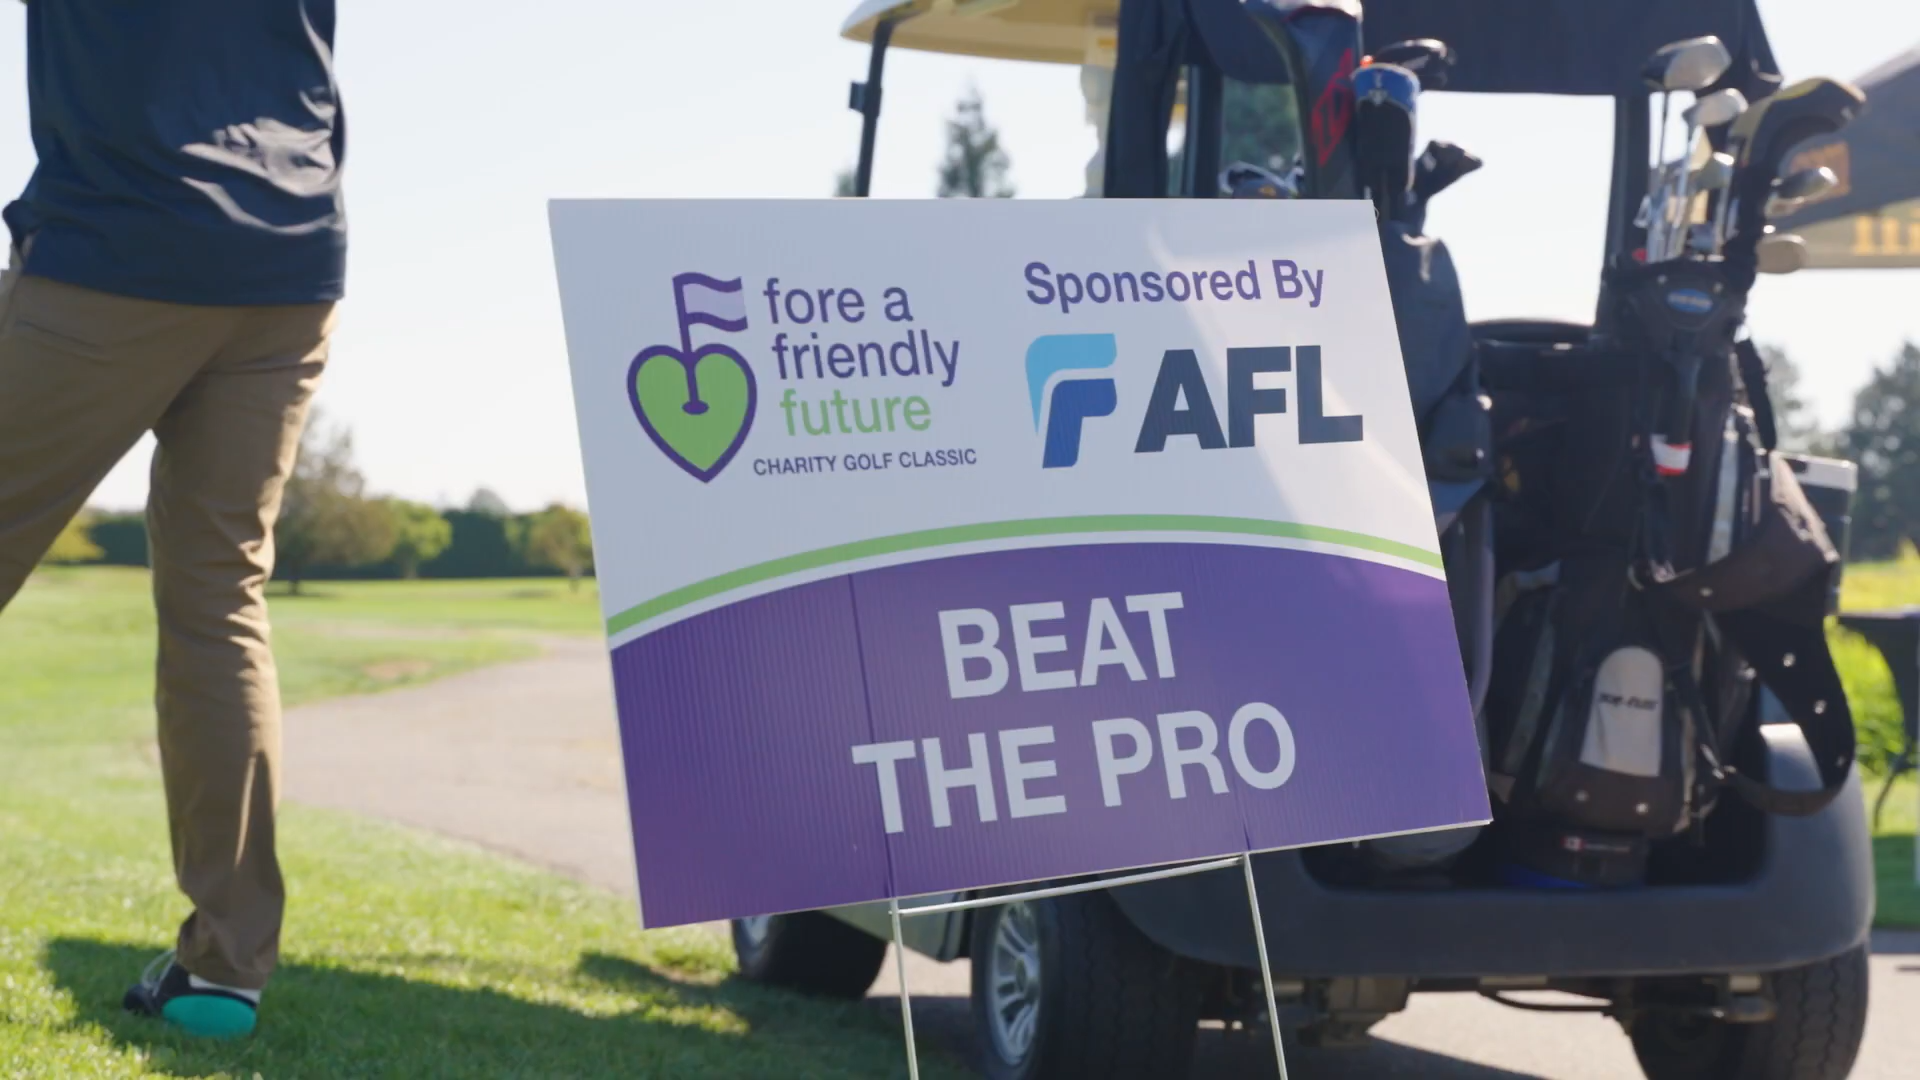 fore a
friendly
future
CHARITY GOLF CLASSIC
Sponsored By
AFL
BEAT
THE PRO